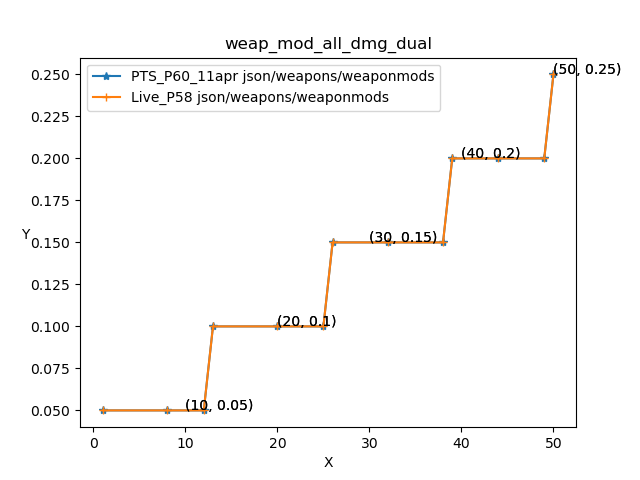 weap_mod_all_dmg_dual
PTS_P60_11apr json/weapons/weaponmods
Live_P58 json/weapons/weaponmods
(50, 0.25)
(40, 0.2)
(30, 0.15)
(20, 0.1)
(10, 0.05)
0.250
0.225
0.200
0.175
0.150
0.125
0.100
0.075
0.050
Y
0 10 20 30 40 50
X